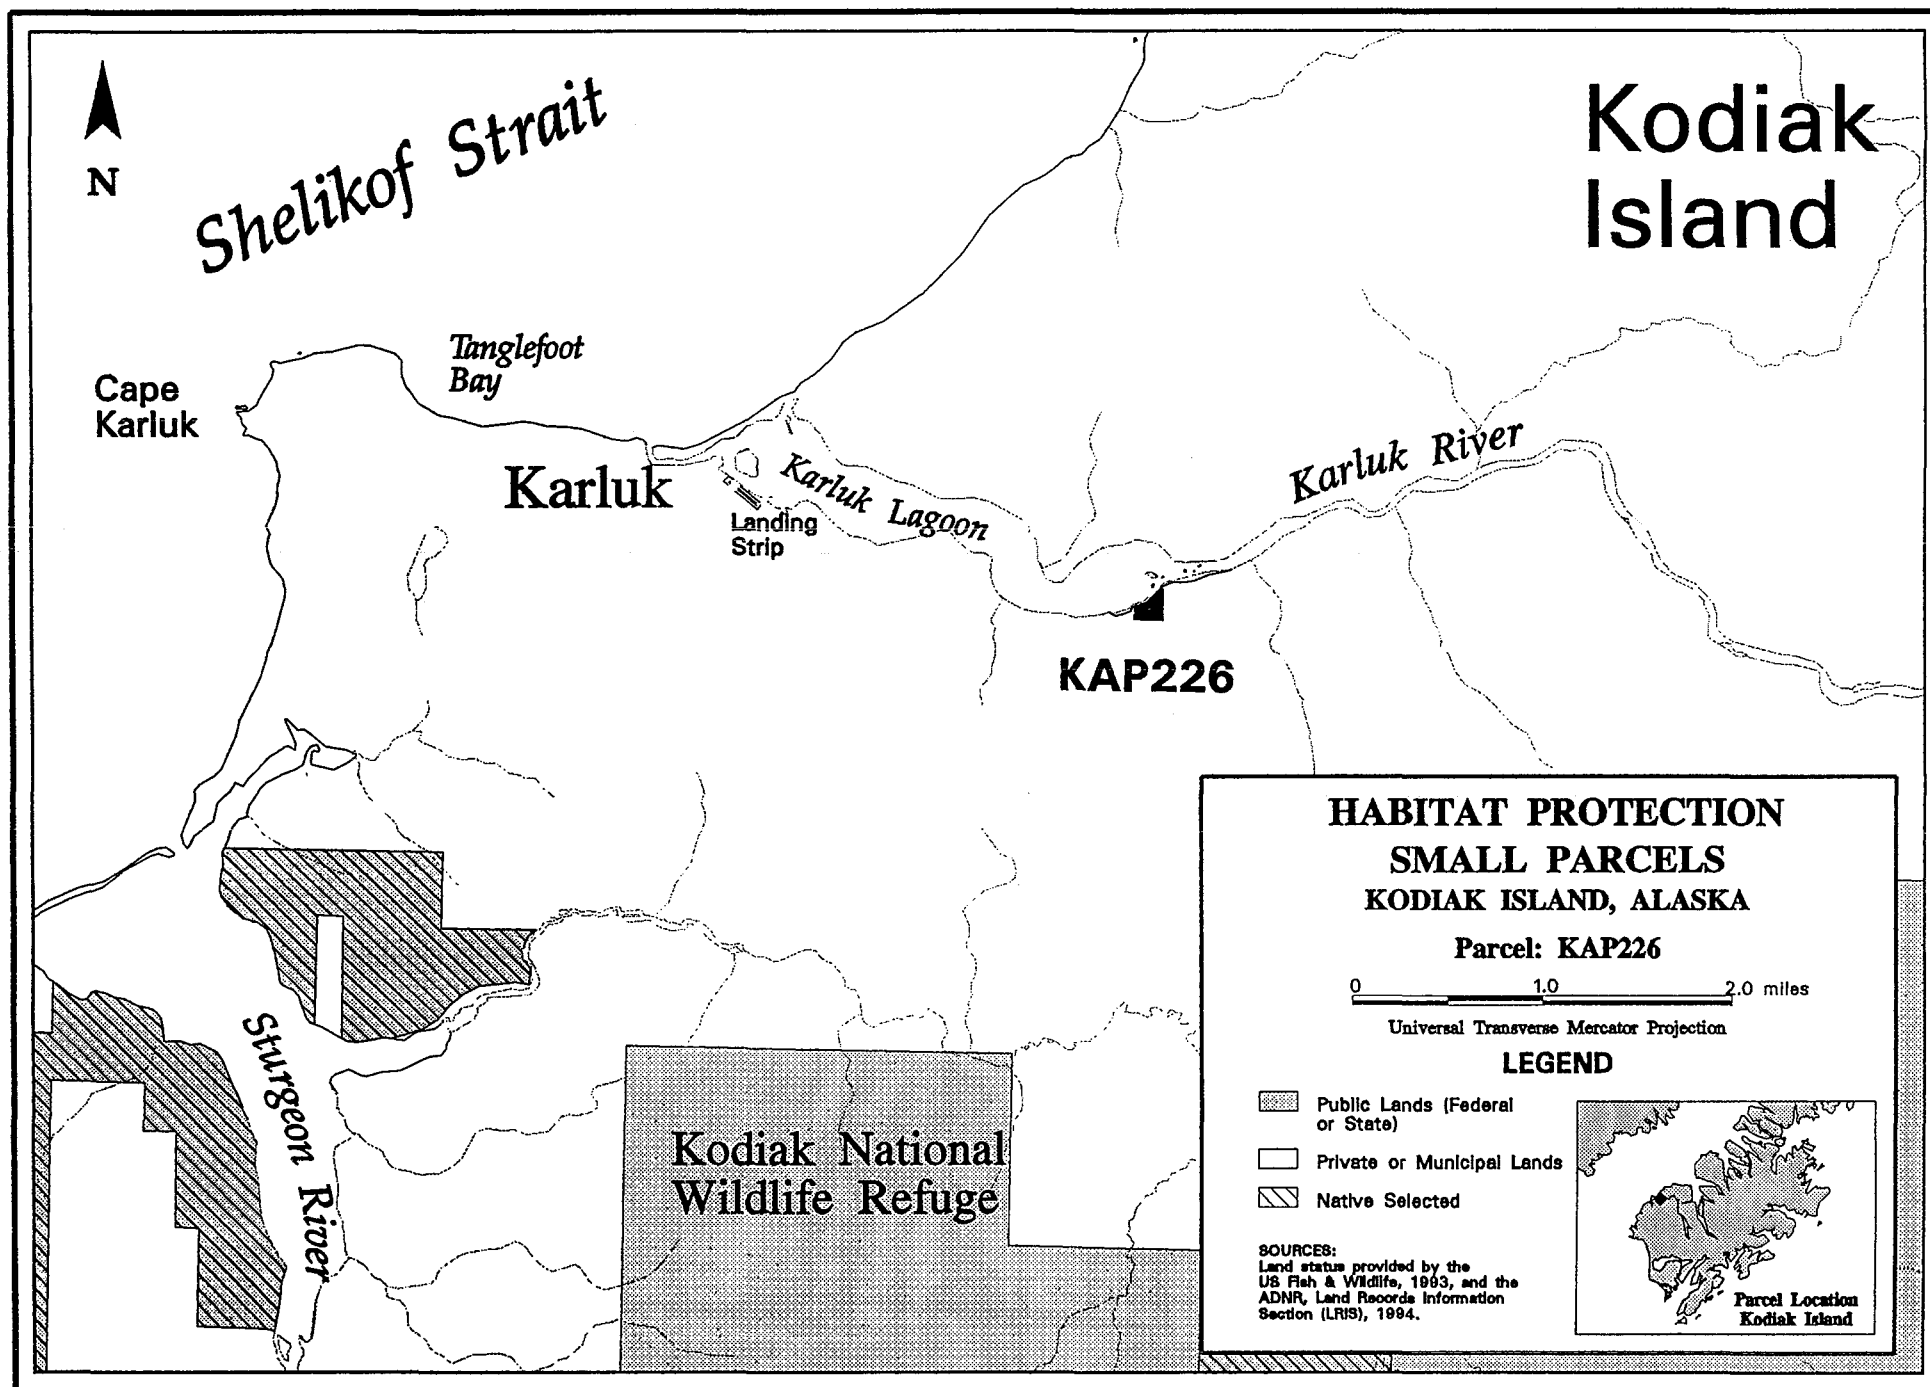 N
Shelikof Strait
Kodiak
Island
Tanglefoot
Bay
Cape
Karluk
Karluk
Karluk Lagoon
Landing
Strip
Karluk River
KAP226
Sturgeon River
Kodiak National
Wildlife Refuge
HABITAT PROTECTION
SMALL PARCELS
KODIAK ISLAND, ALASKA
Parcel: KAP226
0 1.0 2.0 miles
Universal Transverse Mercator Projection
LEGEND
Public Lands (Federal
or State)
Private or Municipal Lands
Native Selected
SOURCES:
Land status provided by the
US Fish & Wildlife, 1993, and the
ADNR, Land Records Information
Section (LRIS), 1994.
Parcel Location
Kodiak Island